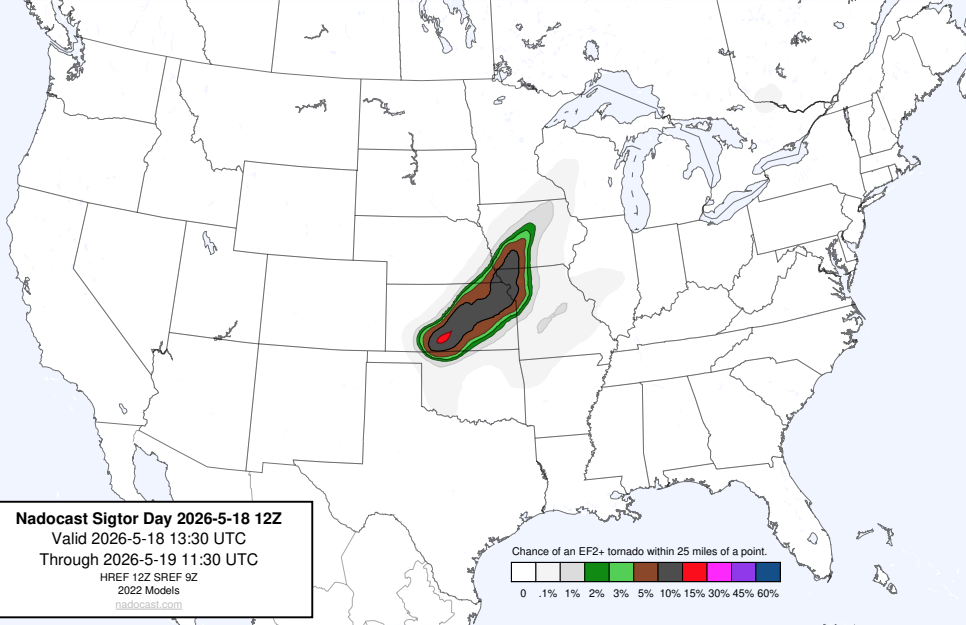 Chance of an EF2+ tornado within 25 miles of a point.
0 .1% 1% 2% 3% 5% 10% 15% 30% 45% 60%
Nadocast Sigtor Day 2026-5-18 12Z
Valid 2026-5-18 13:30 UTC
Through 2026-5-19 11:30 UTC
HREF 12Z SREF 9Z
2022 Models
nadocast.com